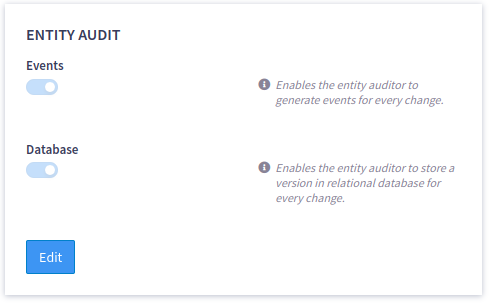 ENTITY AUDIT
Events
Enables the entity auditor to
generate events for every change.
Database
Enables the entity auditor to store a
version in relational database for
every change.
Edit